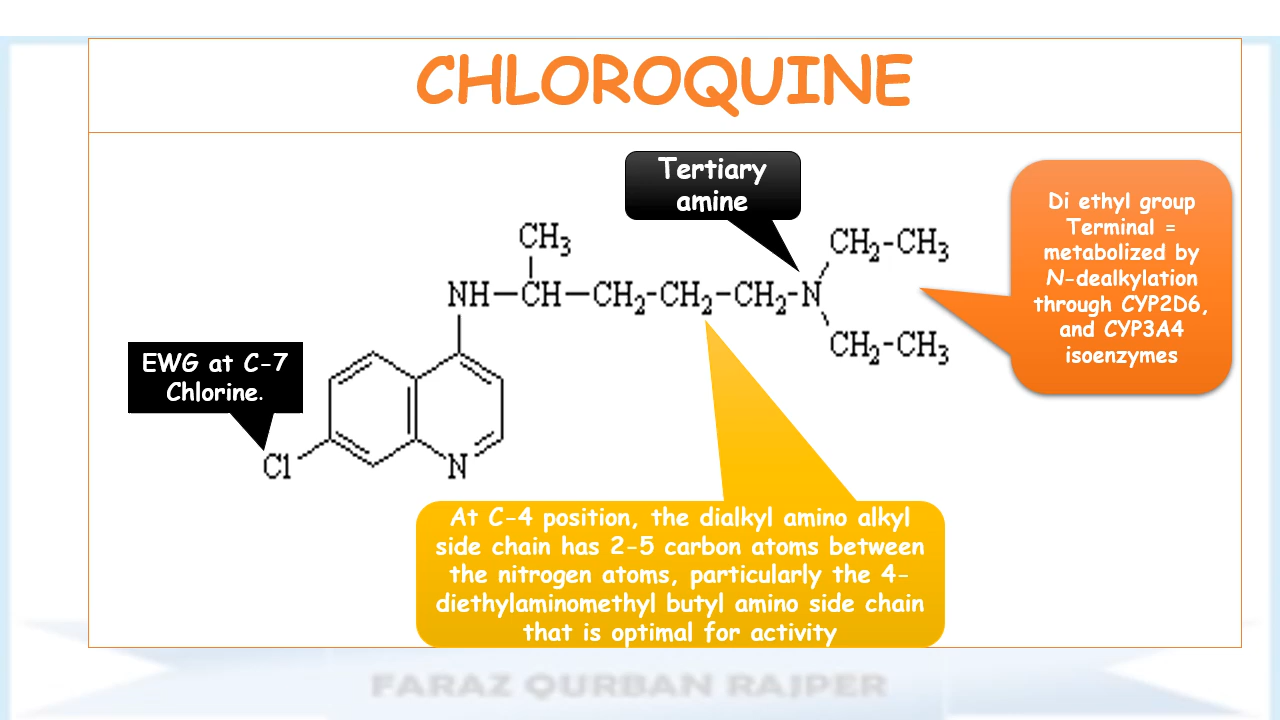 CHLOROQUINE
Tertiary
amine
Di ethyl group
Terminal =
metabolized by
N-dealkylation
through CYP2D6,
and CYP3A4
isoenzymes
CH3
CH2-CH3
NH—CH—CH2-CH2-CH2-N
CH2-CH3
EWG at C-7
Chlorine.
Cl
N
At C-4 position, the dialkyl amino alkyl
side chain has 2-5 carbon atoms between
the nitrogen atoms, particularly the 4-
diethylaminomethyl butyl amino side chain
that is optimal for activity
FARAZ QURBAN RAJPER